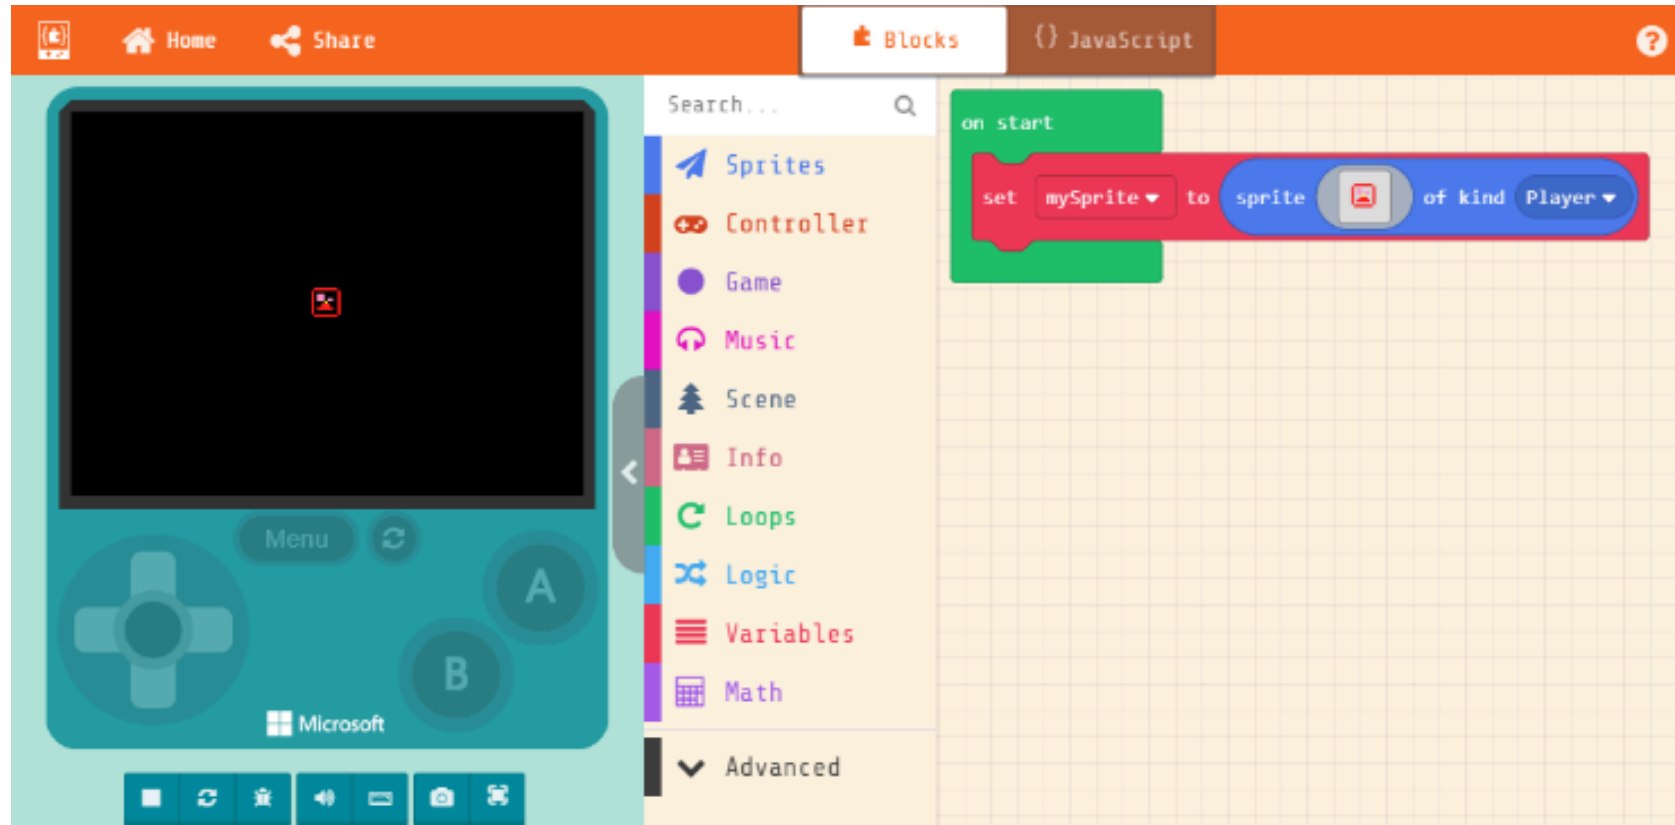 Home Share Blocks {} JavaScript ?
Search...
Sprites
Controller
Game
Music
Scene
Info
Loops
Logic
Variables
Math
Advanced
on start
set mySprite to sprite of kind Player
Menu
A
B
Microsoft